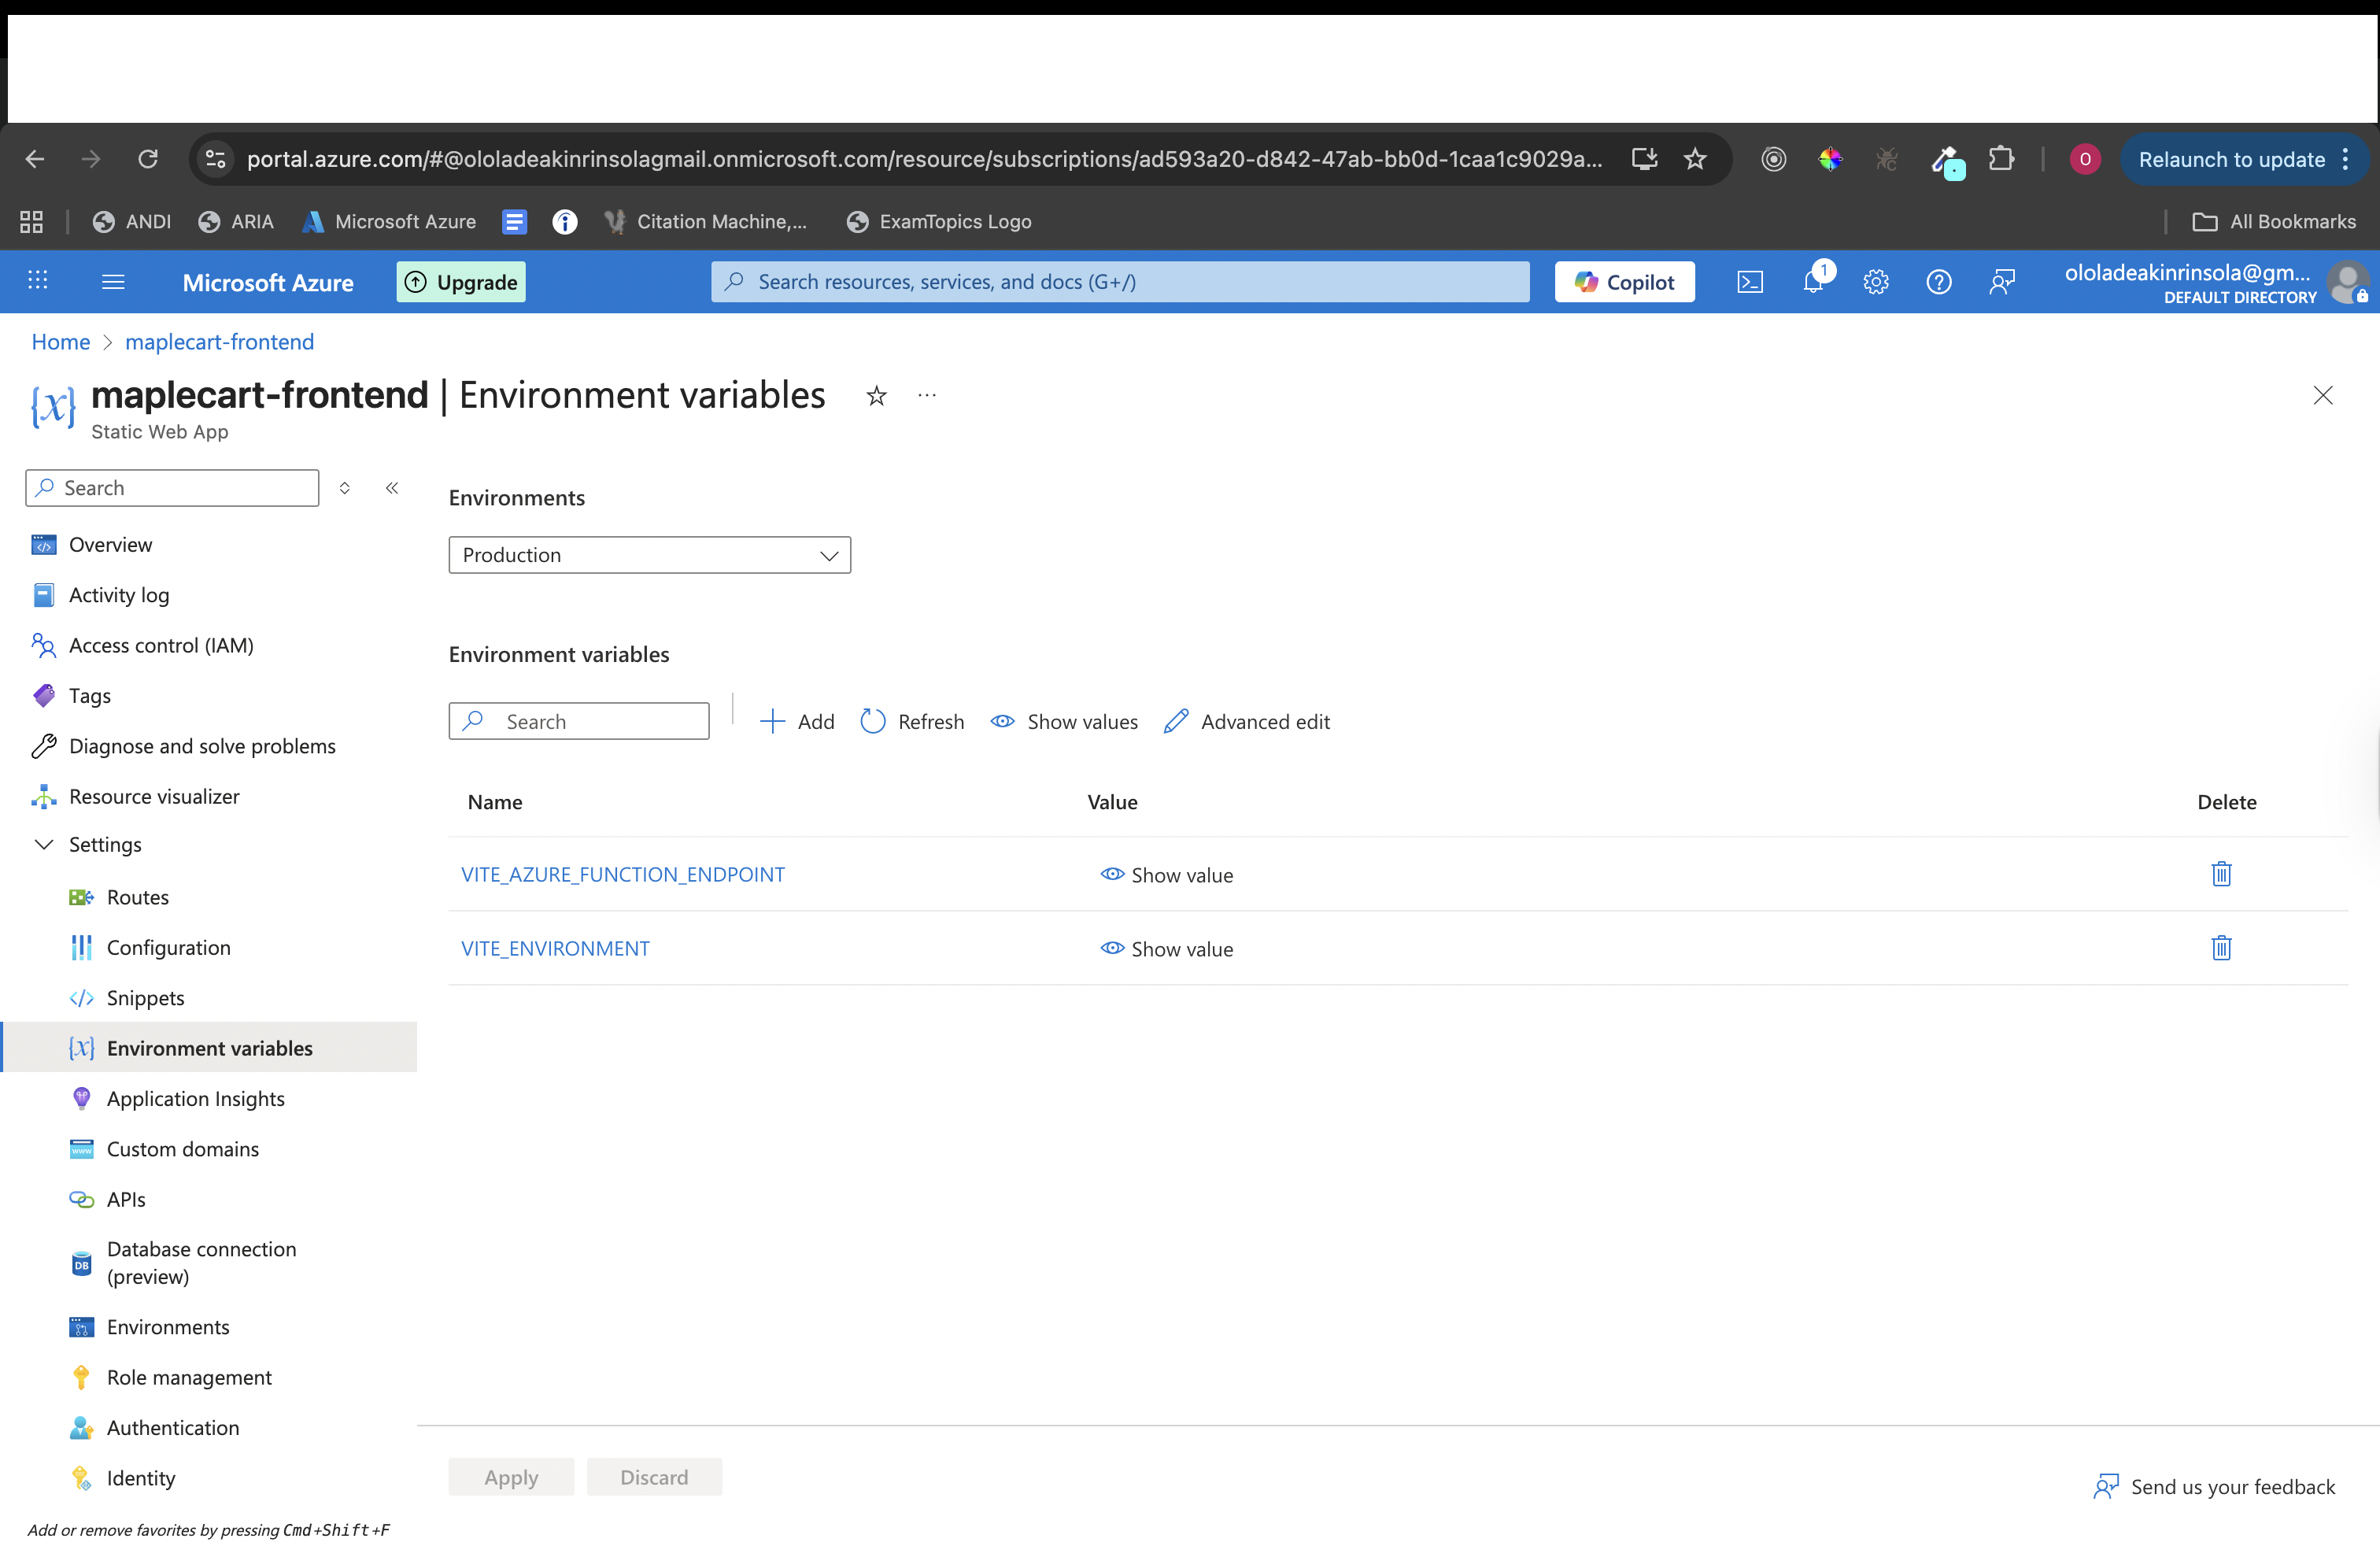 portal.azure.com/#@ololadeakinrinsolagmail.onmicrosoft.com/resource/subscriptions/ad593a20-d842-47ab-bb0d-1caa1c9029a...
O
Relaunch to update
ANDI
ARIA
Microsoft Azure
Citation Machine,...
ExamTopics Logo
All Bookmarks
Microsoft Azure
Upgrade
Search resources, services, and docs (G+/)
Copilot
1
ololadeakinrinsola@gm...
DEFAULT DIRECTORY
Home > maplecart-frontend
maplecart-frontend | Environment variables
...
Static Web App
Search
Overview
Activity log
Access control (IAM)
Tags
Diagnose and solve problems
Resource visualizer
Settings
Routes
Configuration
Snippets
Environment variables
Application Insights
Custom domains
APIs
Database connection
(preview)
Environments
Role management
Authentication
Identity
Add or remove favorites by pressing Cmd+Shift+F
Environments
Production
Environment variables
Search
Add
Refresh
Show values
Advanced edit
Name Value Delete
VITE_AZURE_FUNCTION_ENDPOINT Show value
VITE_ENVIRONMENT Show value
Apply
Discard
Send us your feedback